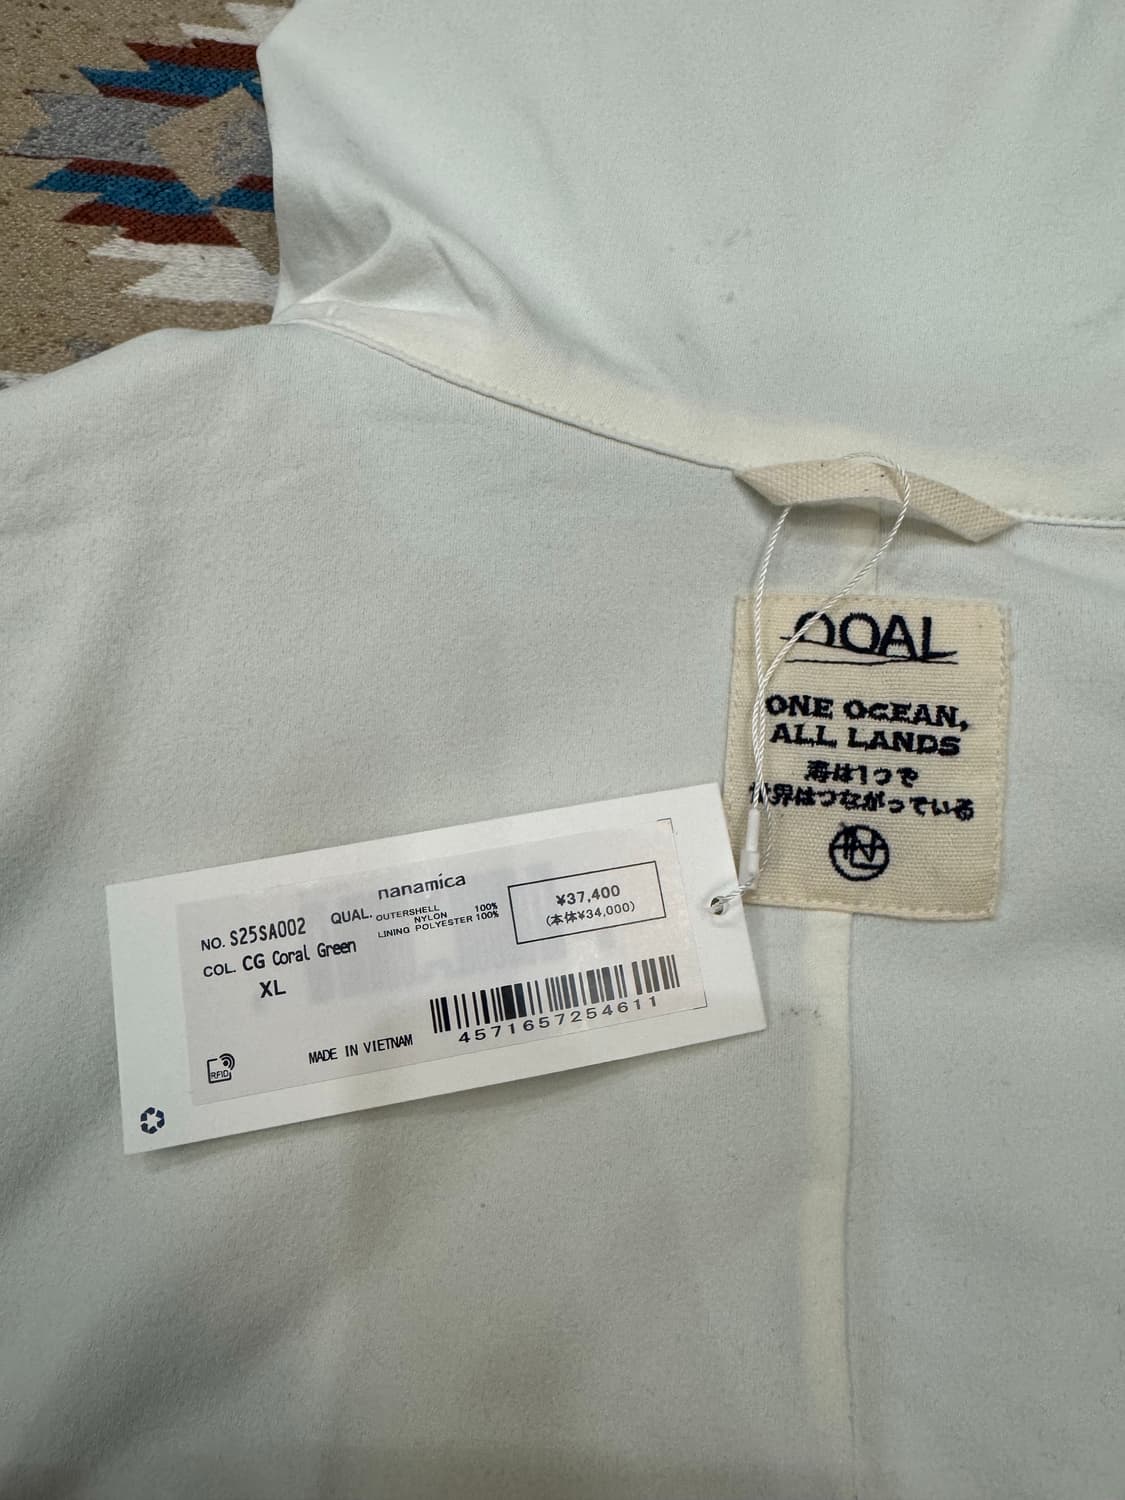 OOAL
ONE OCEAN,
ALL LANDS
海は1つで
世界はつながっている
nanamica
NO. S25SA002
QUAL. OUTERSHELL
NYLON 100%
LINING POLYESTER 100%
¥37,400
(本体¥34,000)
COL. CG Coral Green
XL
4571657254611
MADE IN VIETNAM
RFID